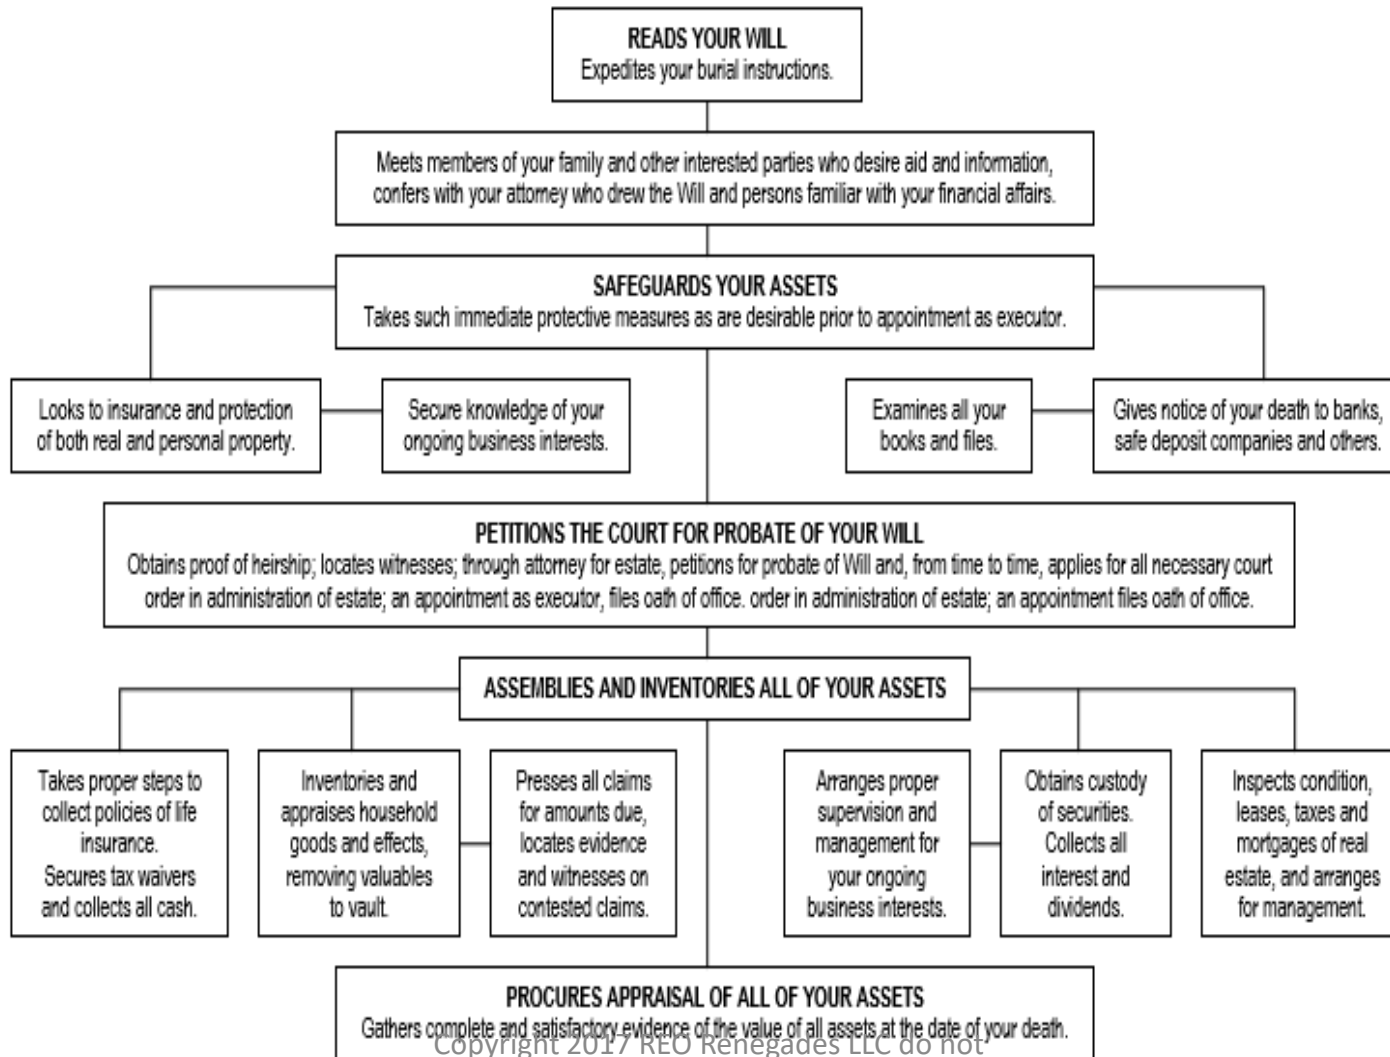 READS YOUR WILL
Expedites your burial instructions.
Meets members of your family and other interested parties who desire aid and information,
confers with your attorney who drew the Will and persons familiar with your financial affairs.
SAFEGUARDS YOUR ASSETS
Takes such immediate protective measures as are desirable prior to appointment as executor.
Looks to insurance and protection
of both real and personal property.
Secure knowledge of your
ongoing business interests.
Examines all your
books and files.
Gives notice of your death to banks,
safe deposit companies and others.
PETITIONS THE COURT FOR PROBATE OF YOUR WILL
Obtains proof of heirship; locates witnesses; through attorney for estate, petitions for probate of Will and, from time to time, applies for all necessary court
order in administration of estate; an appointment as executor, files oath of office. order in administration of estate; an appointment files oath of office.
ASSEMBLIES AND INVENTORIES ALL OF YOUR ASSETS
Takes proper steps to
collect policies of life
insurance.
Secures tax waivers
and collects all cash.
Inventories and
appraises household
goods and effects,
removing valuables
to vault.
Presses all claims
for amounts due,
locates evidence
and witnesses on
contested claims.
Arranges proper
supervision and
management for
your ongoing
business interests.
Obtains custody
of securities.
Collects all
interest and
dividends.
Inspects condition,
leases, taxes and
mortgages of real
estate, and arranges
for management.
PROCURES APPRAISAL OF ALL OF YOUR ASSETS
Gathers complete and satisfactory evidence of the value of all assets at the date of your death.
Copyright 2017 REO Renegades LLC do not